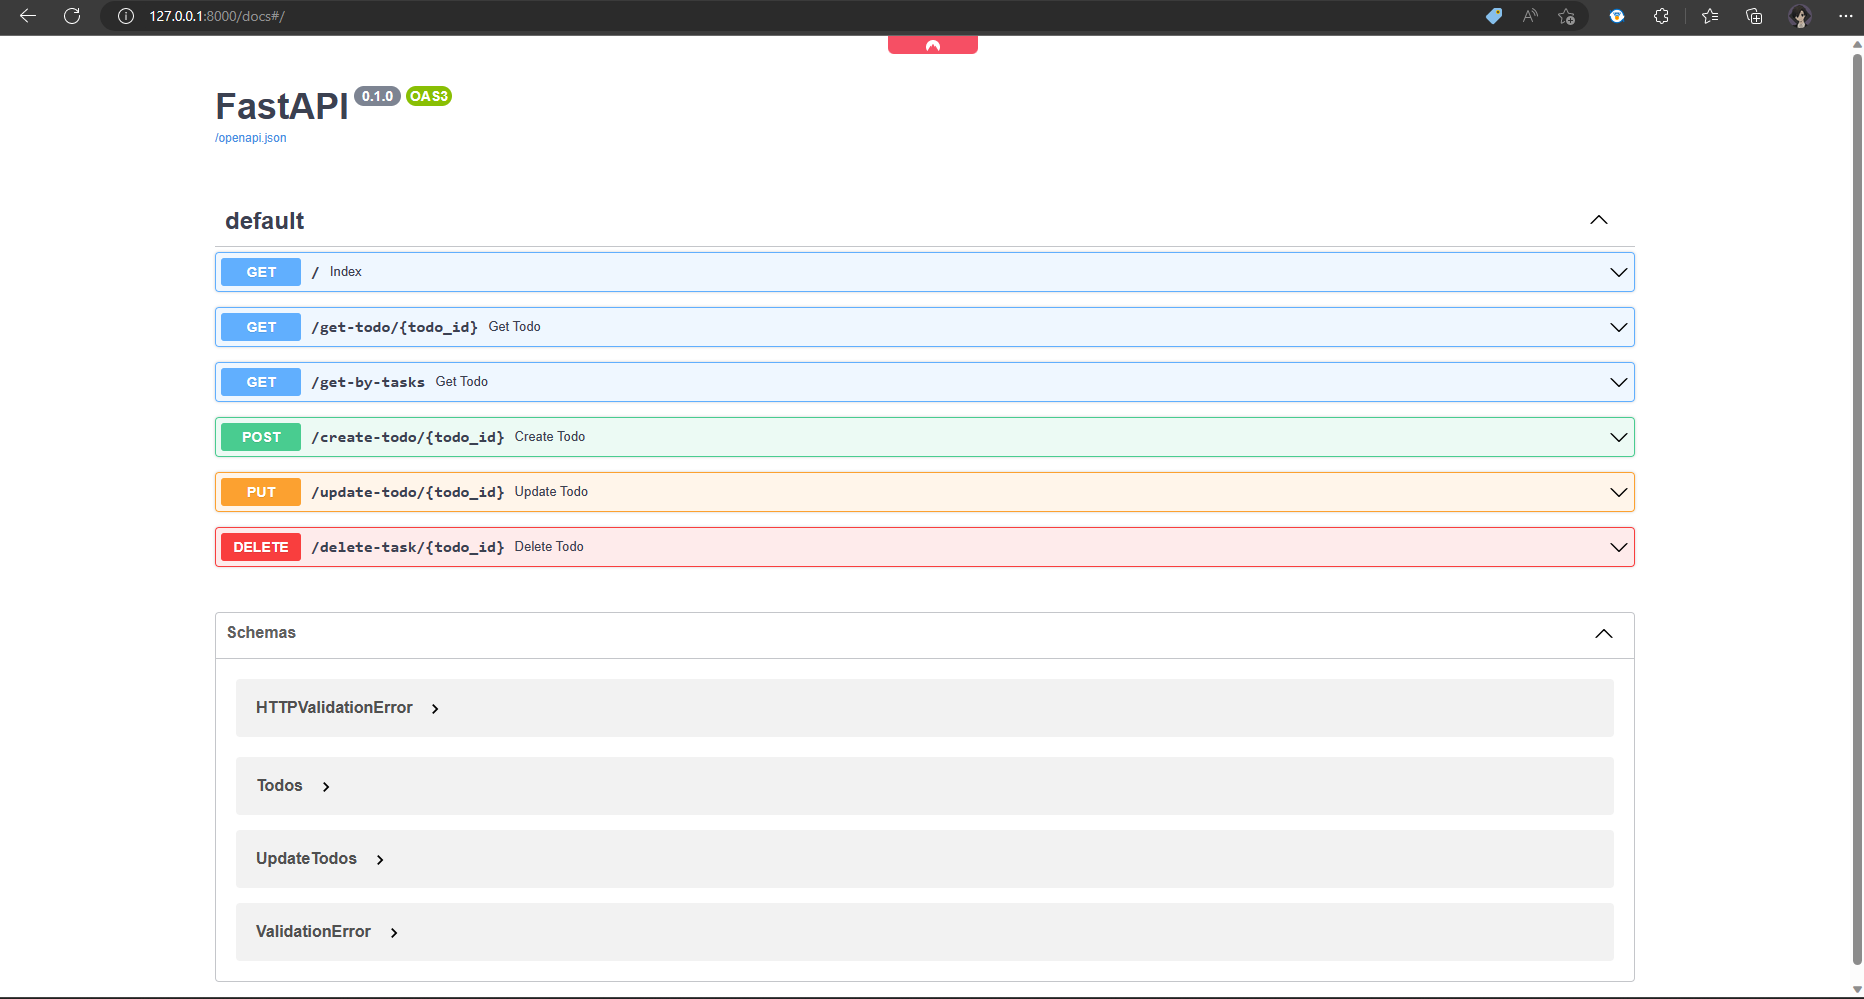 127.0.0.1:8000/docs#/
FastAPI 0.1.0 OAS3
/openapi.json
default
GET / Index
GET /get-todo/{todo_id} Get Todo
GET /get-by-tasks Get Todo
POST /create-todo/{todo_id} Create Todo
PUT /update-todo/{todo_id} Update Todo
DELETE /delete-task/{todo_id} Delete Todo
Schemas
HTTPValidationError
Todos
UpdateTodos
ValidationError